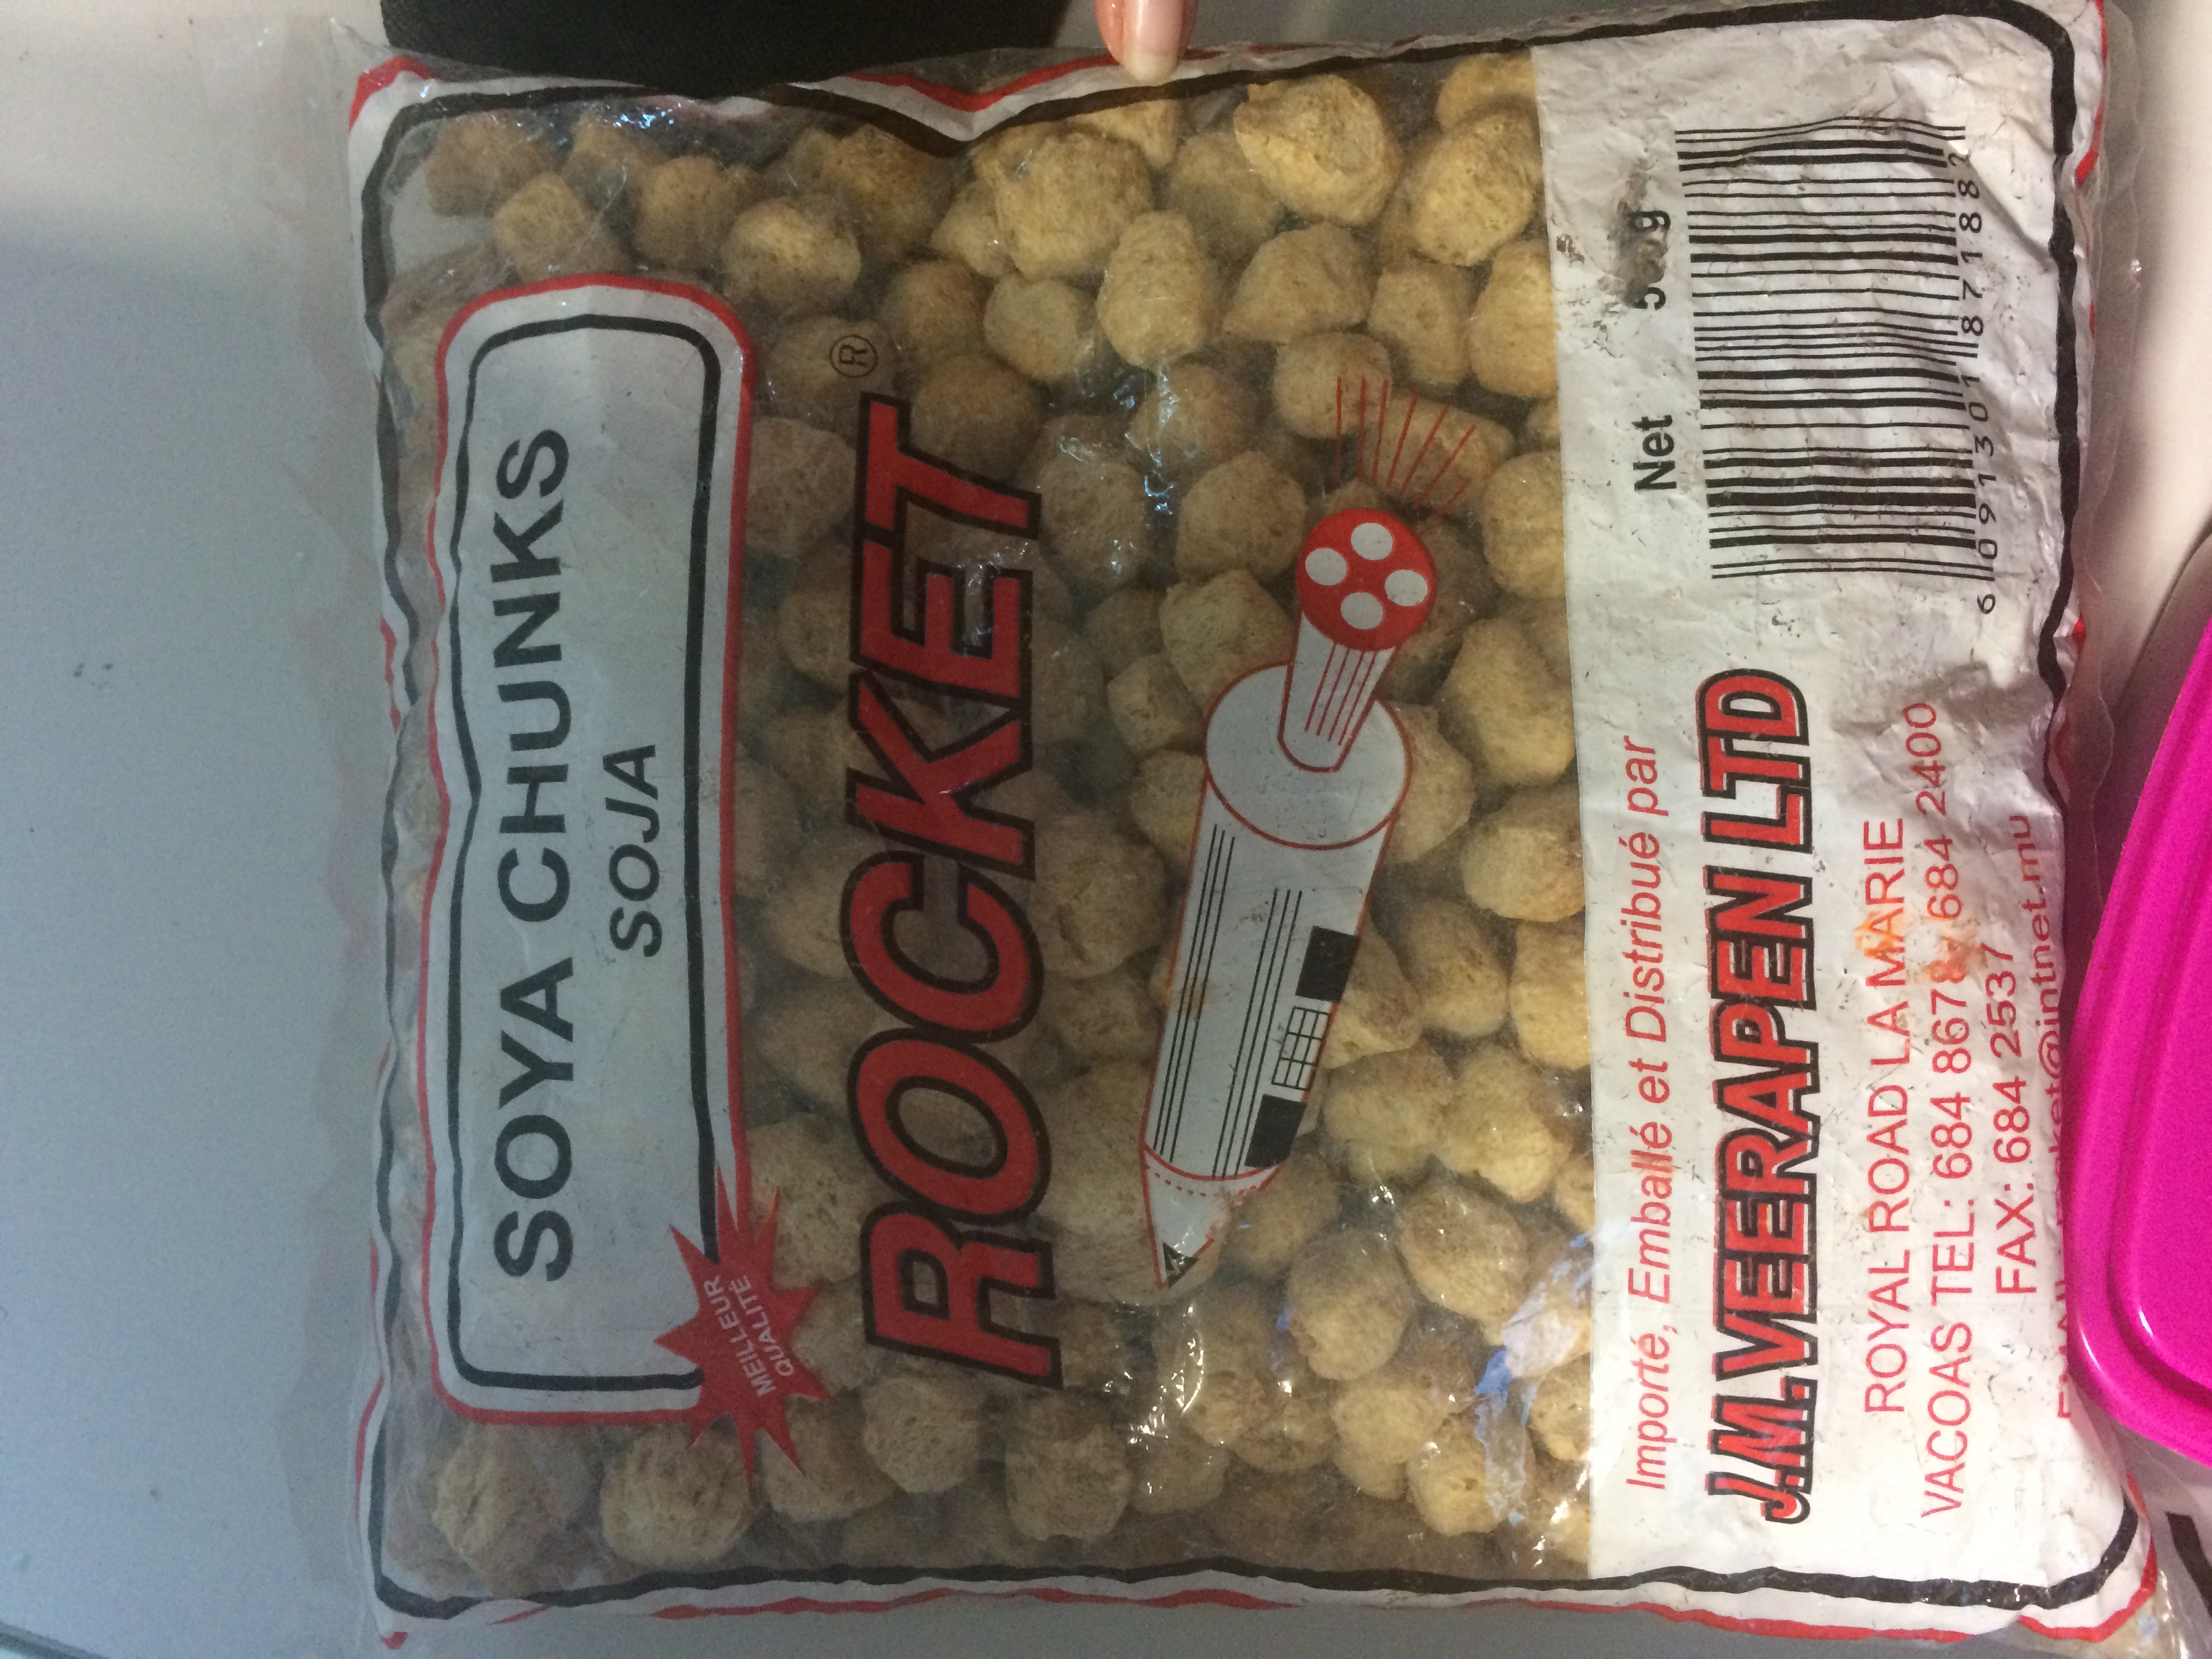 SOYA CHUNKS
SOJA
MEILLEUR
QUALITÉ
ROCKET ®
Importé, Emballé et Distribué par
J.M.VEERAPEN LTD
ROYAL ROAD LA MARIE
VACOAS TEL: 684 8678 684 2400
FAX: 684 2537
Net
6 091301 871882